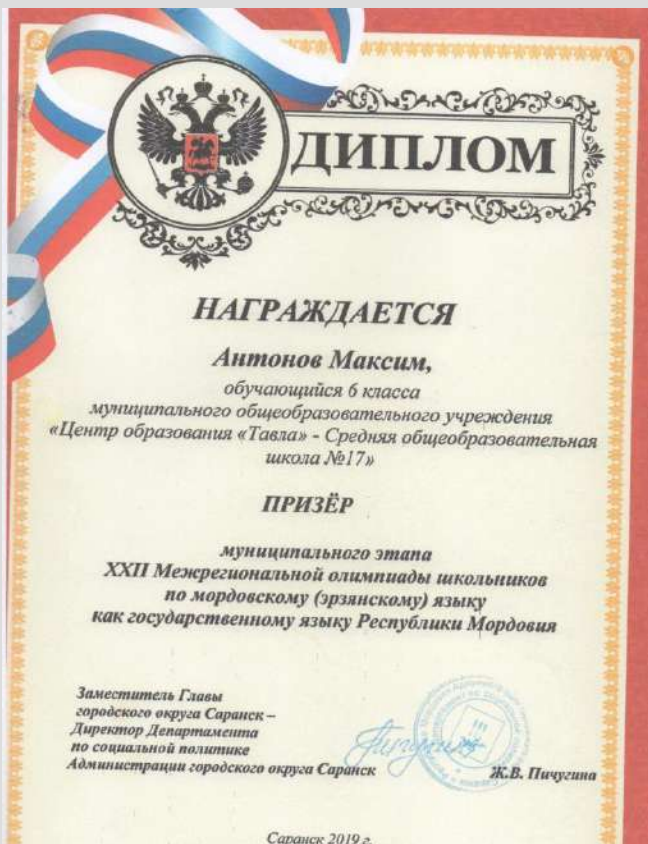 ДИПЛОМ
НАГРАЖДАЕТСЯ
Антонов Максим,
обучающийся 6 класса
муниципального общеобразовательного учреждения
«Центр образования «Тавла» - Средняя общеобразовательная
школа №17»
ПРИЗЁР
муниципального этапа
XXII Межрегиональной олимпиады школьников
по мордовскому (эрзянскому) языку
как государственному языку Республики Мордовия
Заместитель Главы
городского округа Саранск –
Директор Департамента
по социальной политике
Администрации городского округа Саранск
Ж.В. Пичугина
Саранск 2019 г.